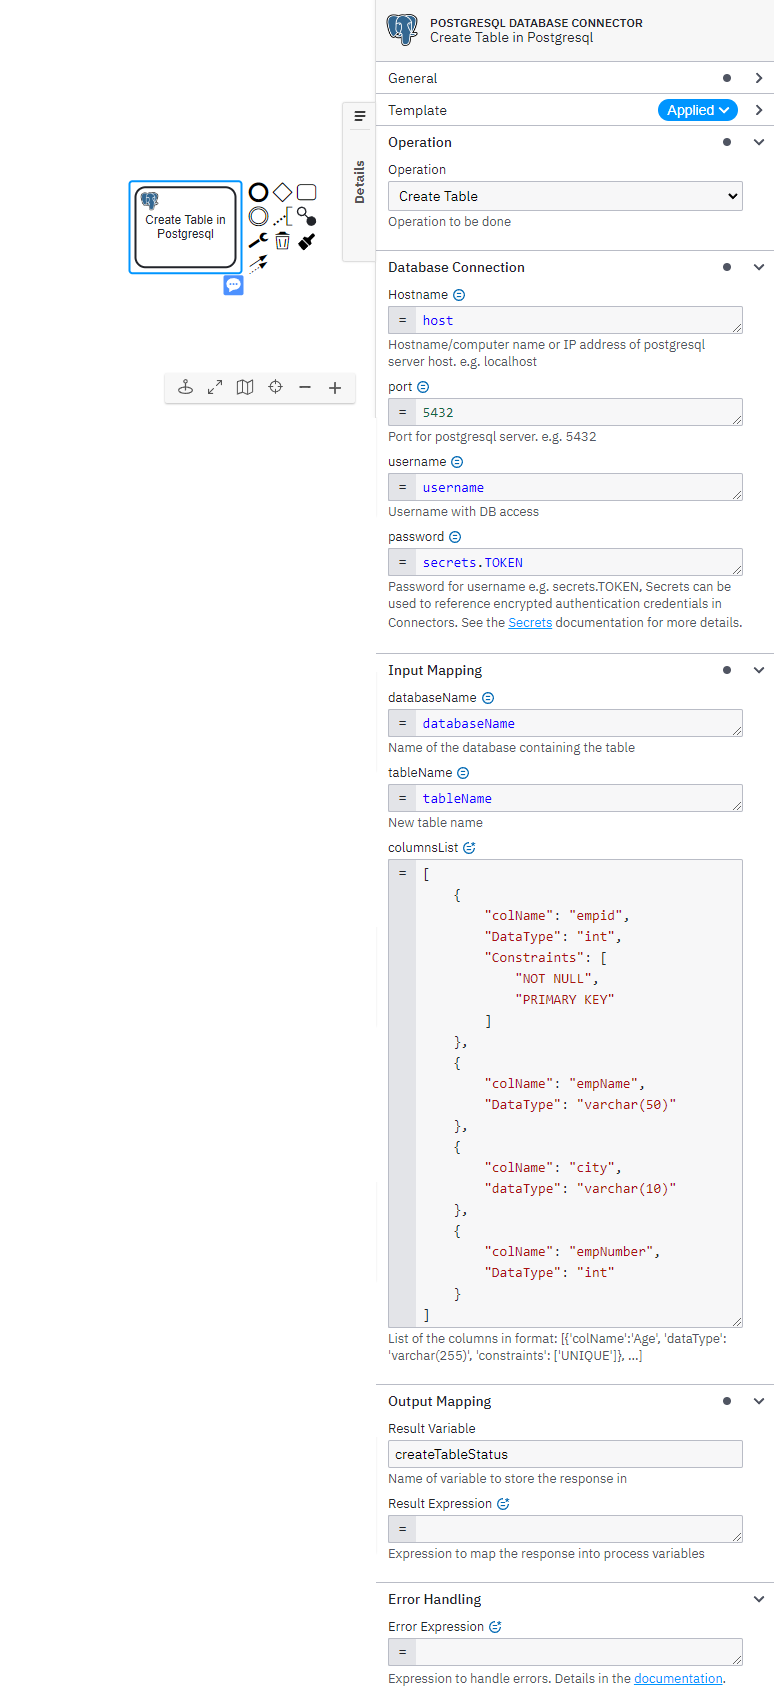 POSTGRESQL DATABASE CONNECTOR
Create Table in Postgresql
General
Template
Applied
Details
Create Table in
Postgresql
Operation
Operation
Create Table
Operation to be done
Database Connection
Hostname
= host
Hostname/computer name or IP address of postgresql
server host. e.g. localhost
port
= 5432
Port for postgresql server. e.g. 5432
username
= username
Username with DB access
password
= secrets.TOKEN
Password for username e.g. secrets.TOKEN, Secrets can be
used to reference encrypted authentication credentials in
Connectors. See the Secrets documentation for more details.
Input Mapping
databaseName
= databaseName
Name of the database containing the table
tableName
= tableName
New table name
columnsList
= [
{
"colName": "empid",
"DataType": "int",
"Constraints": [
"NOT NULL",
"PRIMARY KEY"
]
},
{
"colName": "empName",
"DataType": "varchar(50)"
},
{
"colName": "city",
"dataType": "varchar(10)"
},
{
"colName": "empNumber",
"DataType": "int"
}
]
List of the columns in format: [{'colName':'Age', 'dataType':
'varchar(255)', 'constraints': ['UNIQUE']}, ...]
Output Mapping
Result Variable
createTableStatus
Name of variable to store the response in
Result Expression
=
Expression to map the response into process variables
Error Handling
Error Expression
=
Expression to handle errors. Details in the documentation.